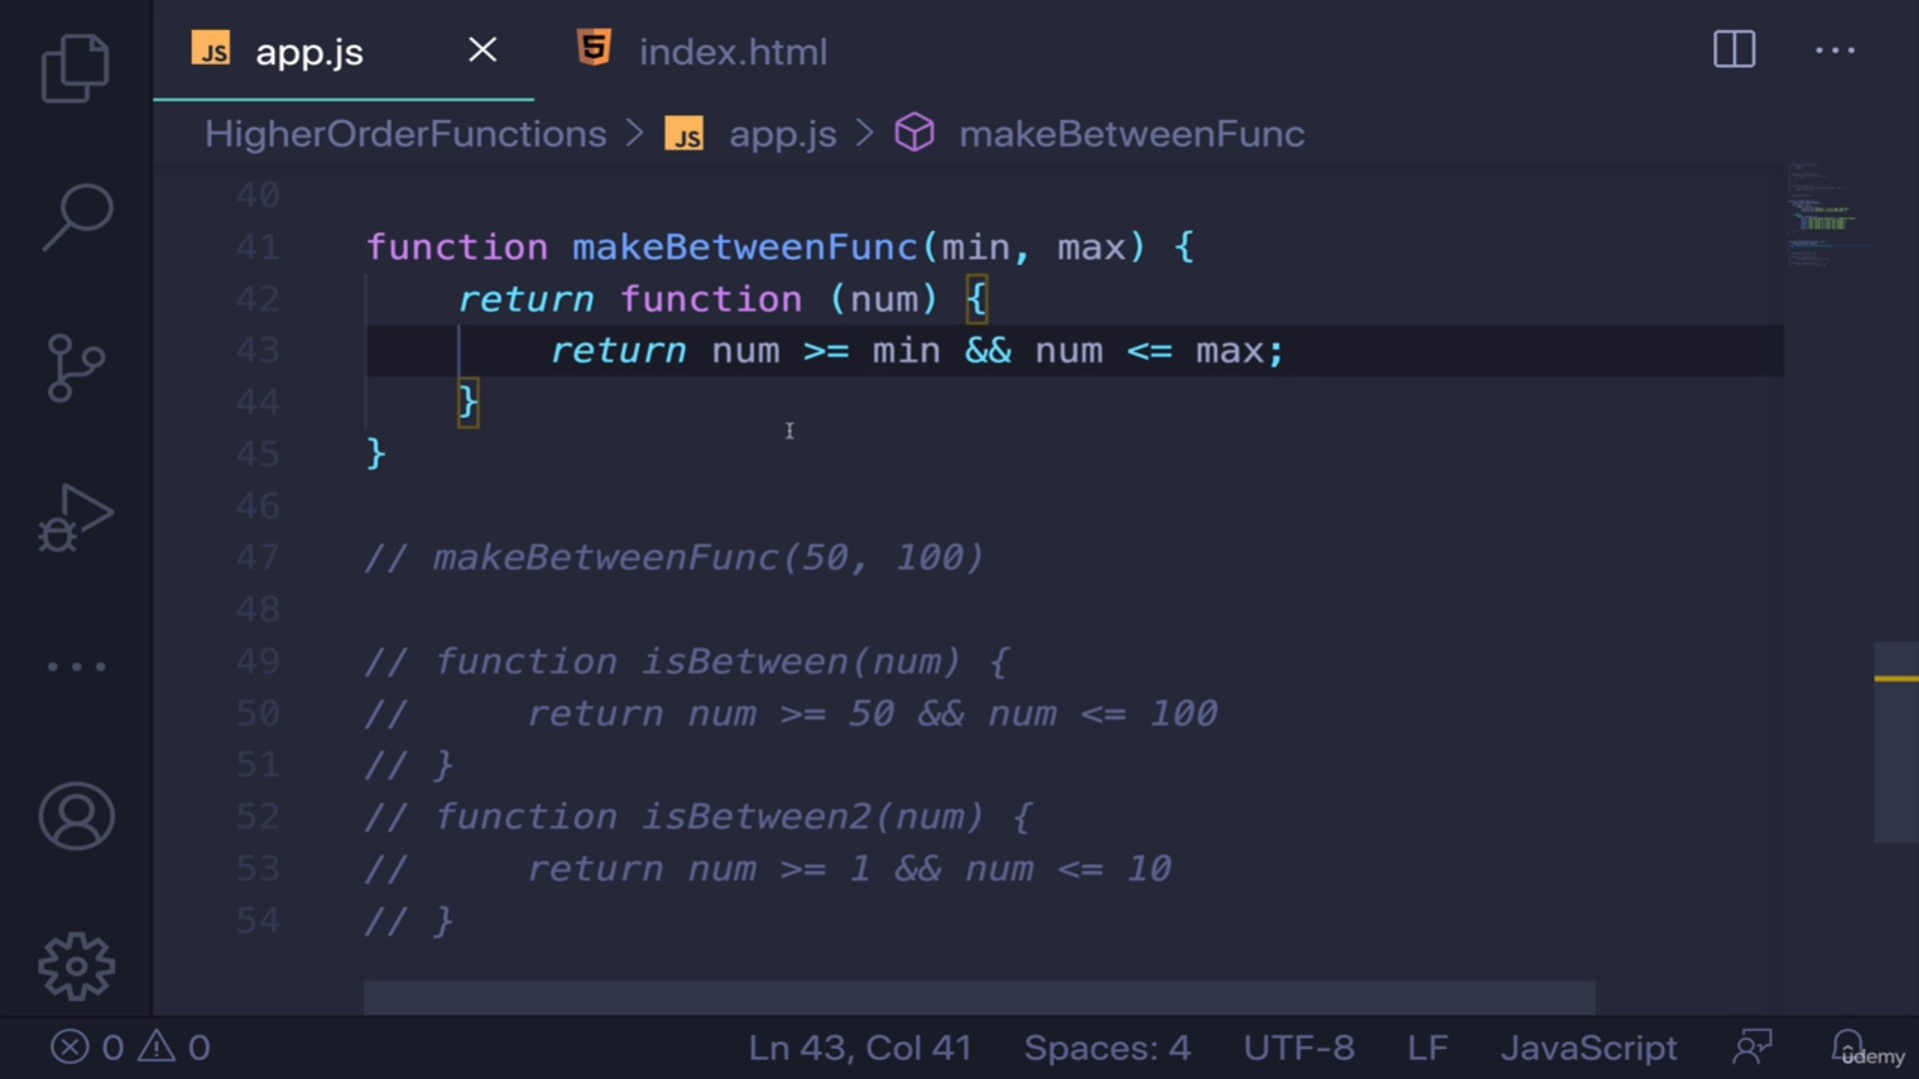 JS app.js
5 index.html
HigherOrderFunctions > JS app.js > makeBetweenFunc
40
41 function makeBetweenFunc(min, max) {
42 return function (num) {
43 return num >= min && num <= max;
44 }
45 }
46
47 // makeBetweenFunc(50, 100)
48
49 // function isBetween(num) {
50 // return num >= 50 && num <= 100
51 // }
52 // function isBetween2(num) {
53 // return num >= 1 && num <= 10
54 // }
0 0 Ln 43, Col 41 Spaces: 4 UTF-8 LF JavaScript
ûdemy